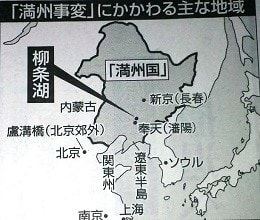 「満州事変」にかかわる主な地域
「満州国」
柳条湖
新京(長春)
内蒙古
奉天(瀋陽)
盧溝橋(北京郊外)
北京
関東州
遼東半島
ソウル
上海
南京